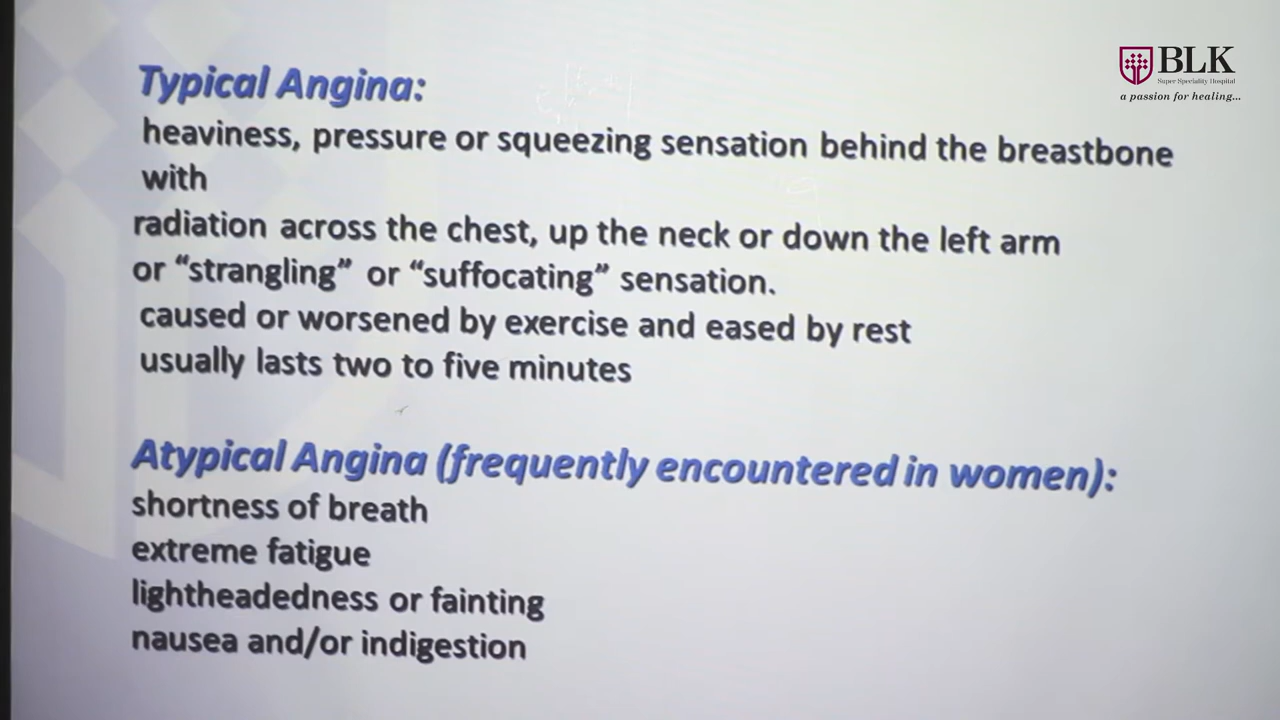 BLK
Super Speciality Hospital
a passion for healing...
Typical Angina:
heaviness, pressure or squeezing sensation behind the breastbone
with
radiation across the chest, up the neck or down the left arm
or “strangling” or “suffocating” sensation.
caused or worsened by exercise and eased by rest
usually lasts two to five minutes
Atypical Angina (frequently encountered in women):
shortness of breath
extreme fatigue
lightheadedness or fainting
nausea and/or indigestion